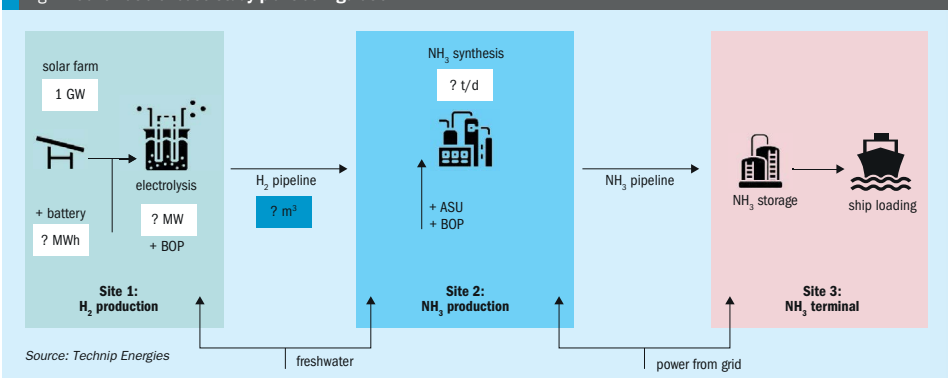 solar farm
1 GW
electrolysis
+ battery
? MWh
? MW
+ BOP
Site 1:
H₂ production
H₂ pipeline
? m³
NH₃ synthesis
? t/d
+ ASU
+ BOP
Site 2:
NH₃ production
NH₃ pipeline
NH₃ storage
ship loading
Site 3:
NH₃ terminal
Source: Technip Energies
freshwater
power from grid